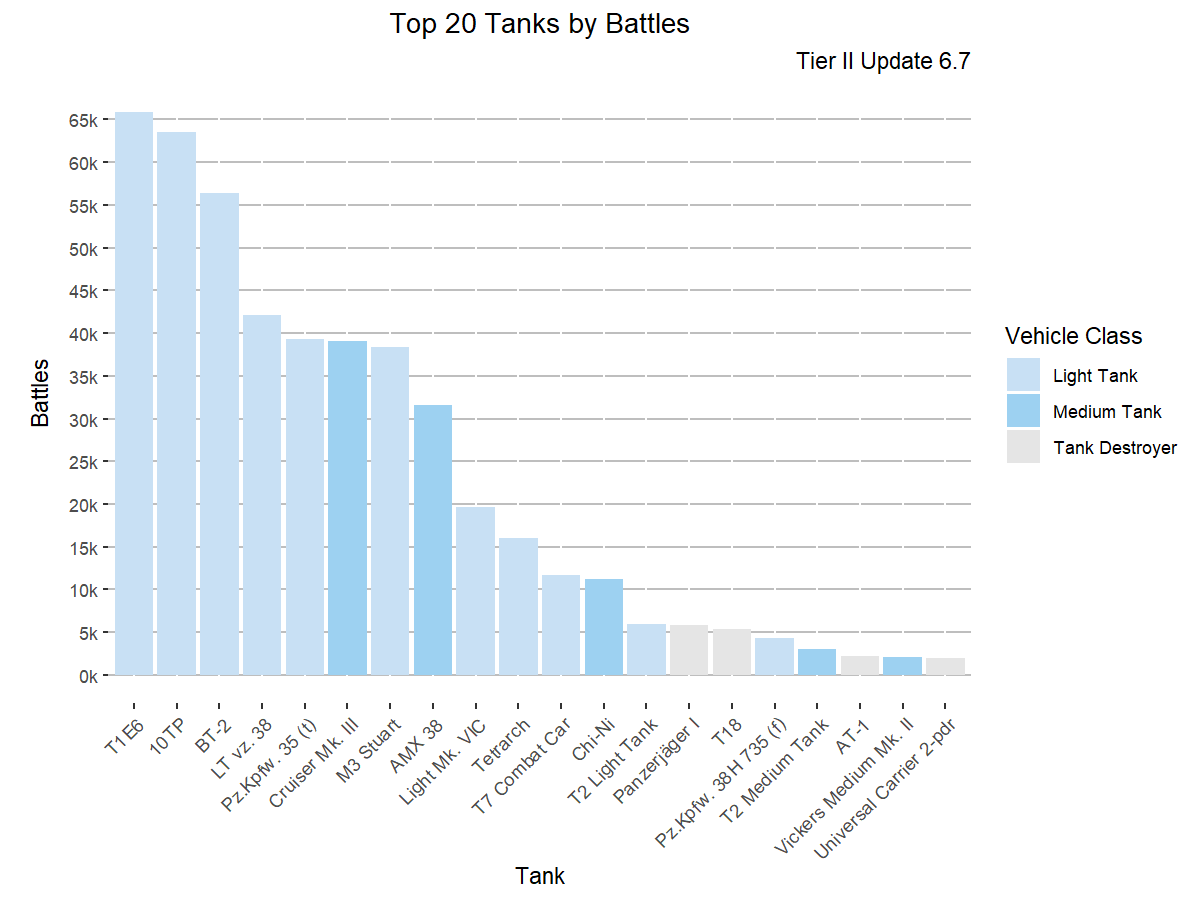 Top 20 Tanks by Battles
Tier II Update 6.7
65k
60k
55k
50k
45k
40k
35k
30k
25k
20k
15k
10k
5k
0k
Battles
T1E6
10TP
BT-2
LT vz. 38
Pz.Kpfw. 35 (t)
Cruiser Mk. III
M3 Stuart
AMX 38
Light Mk. VIC
Tetrarch
T7 Combat Car
Chi-Ni
T2 Light Tank
Panzerjäger I
T18
Pz.Kpfw. 38H 735 (f)
T2 Medium Tank
AT-1
Vickers Medium Mk. II
Universal Carrier 2-pdr
Tank
Vehicle Class
Light Tank
Medium Tank
Tank Destroyer